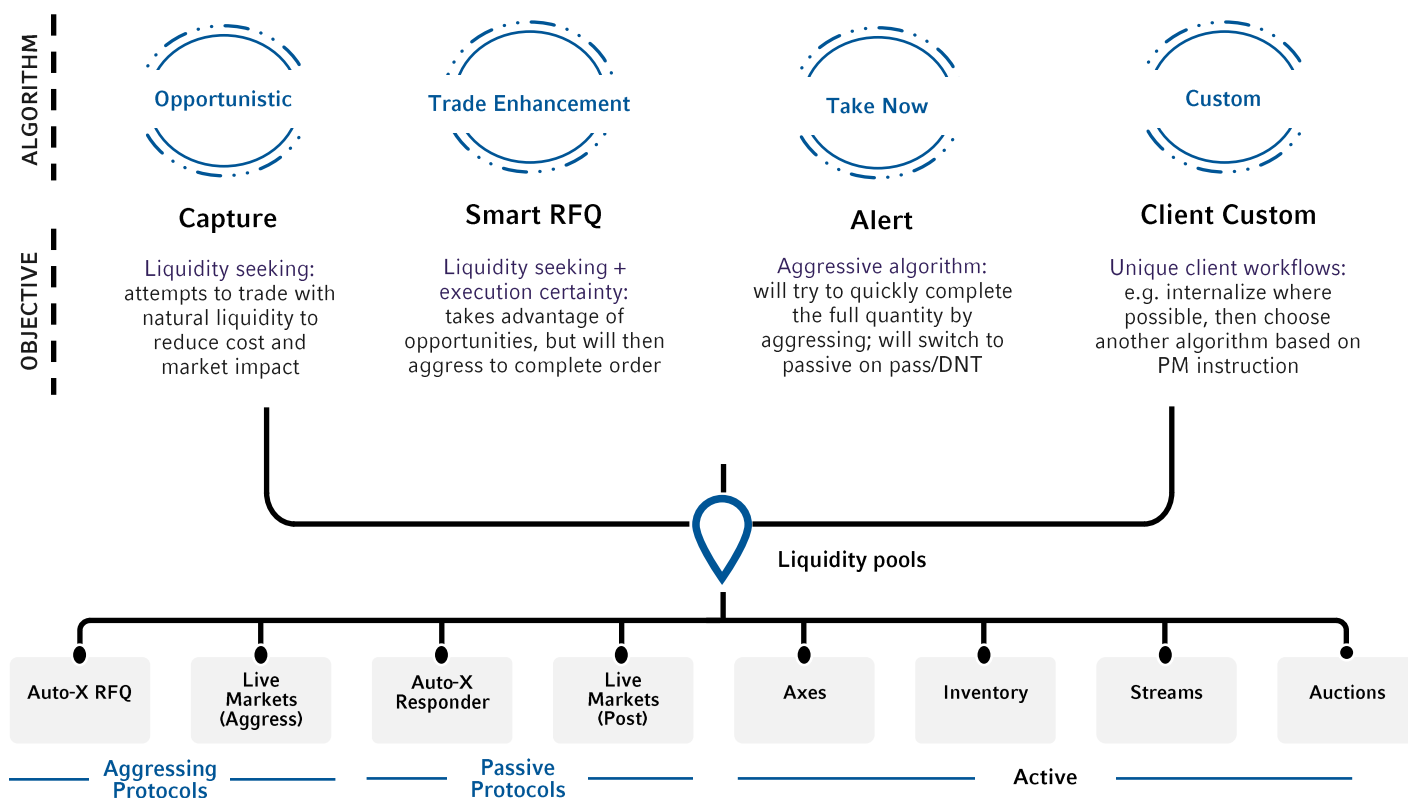 ALGORITHM
Opportunistic
Trade Enhancement
Take Now
Custom
OBJECTIVE
Capture
Liquidity seeking:
attempts to trade with
natural liquidity to
reduce cost and
market impact
Smart RFQ
Liquidity seeking +
execution certainty:
takes advantage of
opportunities, but will then
aggress to complete order
Alert
Aggressive algorithm:
will try to quickly complete
the full quantity by
aggressing; will switch to
passive on pass/DNT
Client Custom
Unique client workflows:
e.g. internalize where
possible, then choose
another algorithm based on
PM instruction
Liquidity pools
Auto-X RFQ
Live
Markets
(Aggress)
Auto-X
Responder
Live
Markets
(Post)
Axes
Inventory
Streams
Auctions
Aggressing
Protocols
Passive
Protocols
Active